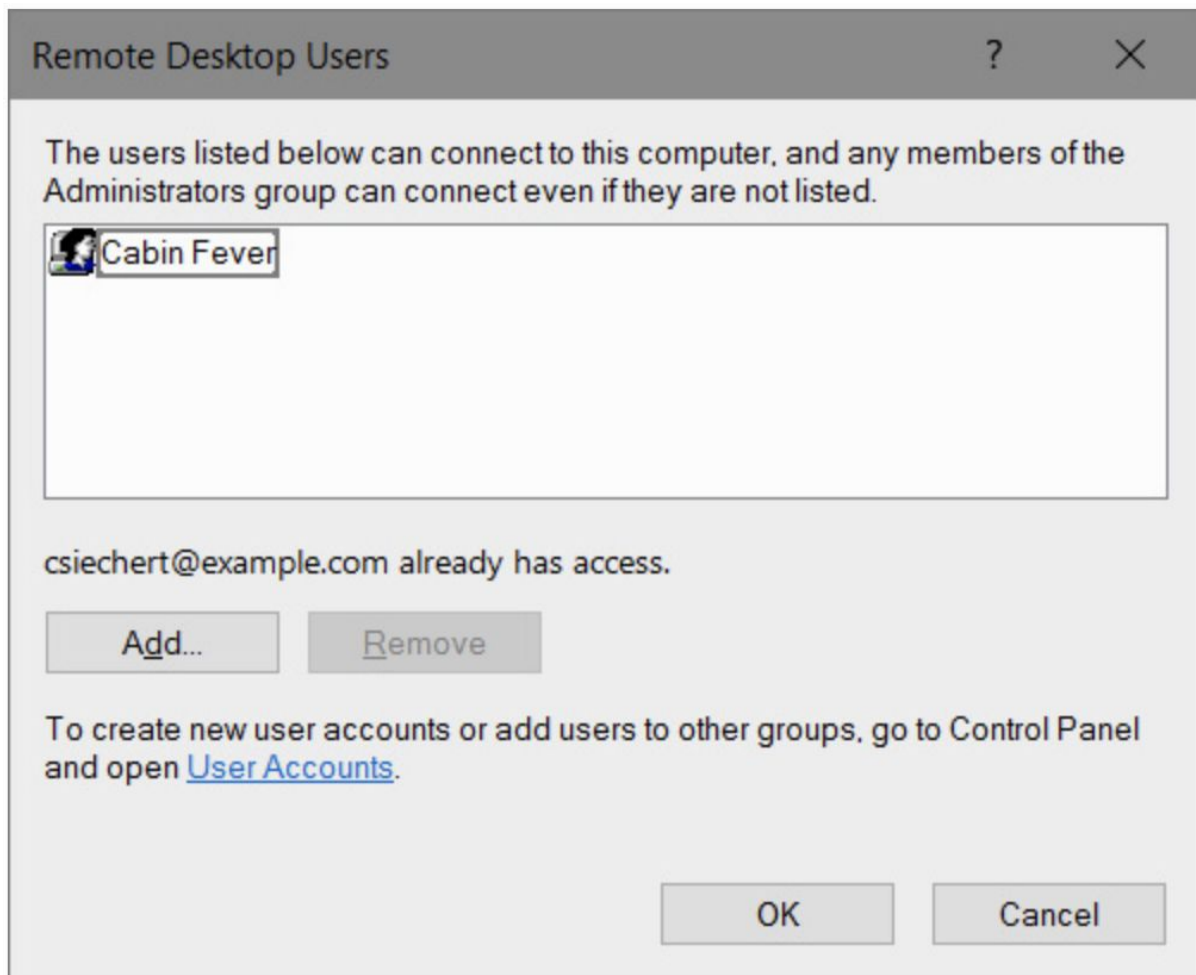 Remote Desktop Users
?
The users listed below can connect to this computer, and any members of the
Administrators group can connect even if they are not listed.
Cabin Fever
csiechert@example.com already has access.
Add... Remove
To create new user accounts or add users to other groups, go to Control Panel
and open User Accounts.
OK Cancel